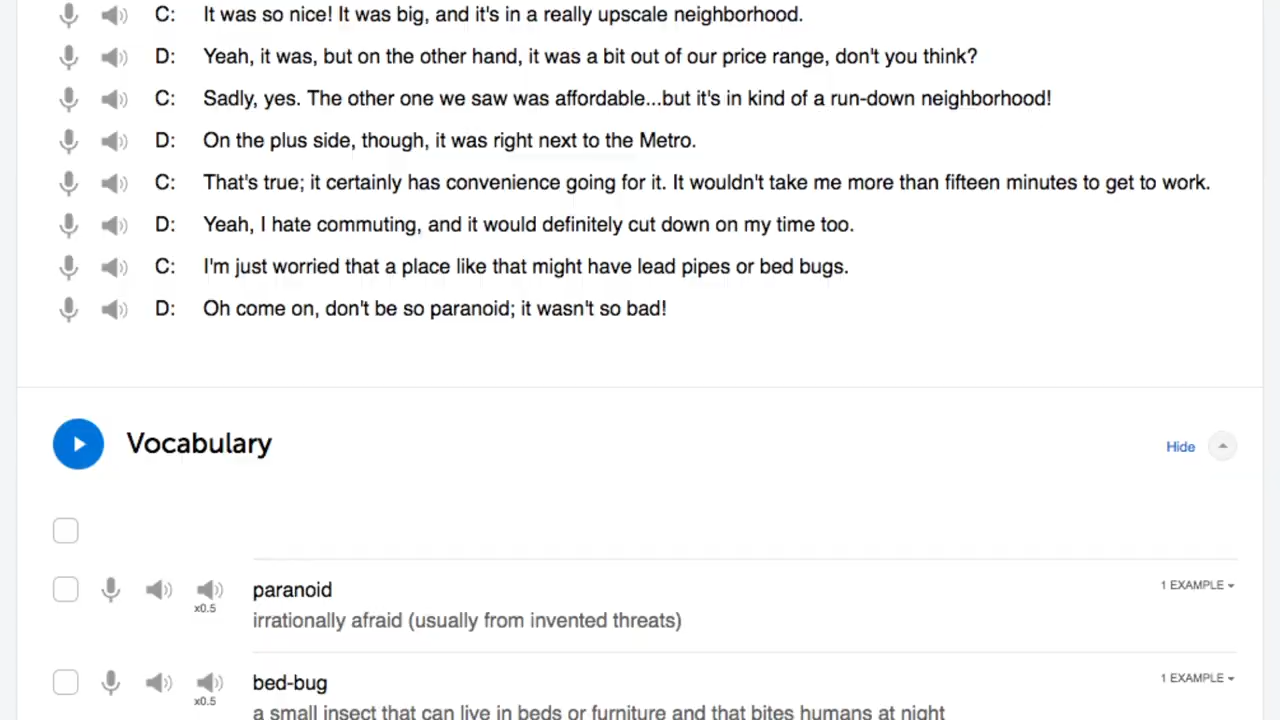 C: It was so nice! It was big, and it's in a really upscale neighborhood.
D: Yeah, it was, but on the other hand, it was a bit out of our price range, don't you think?
C: Sadly, yes. The other one we saw was affordable...but it's in kind of a run-down neighborhood!
D: On the plus side, though, it was right next to the Metro.
C: That's true; it certainly has convenience going for it. It wouldn't take me more than fifteen minutes to get to work.
D: Yeah, I hate commuting, and it would definitely cut down on my time too.
C: I'm just worried that a place like that might have lead pipes or bed bugs.
D: Oh come on, don't be so paranoid; it wasn't so bad!
Vocabulary
Hide
paranoid
1 EXAMPLE
x0.5
irrationally afraid (usually from invented threats)
bed-bug
1 EXAMPLE
x0.5
a small insect that can live in beds or furniture and that bites humans at night